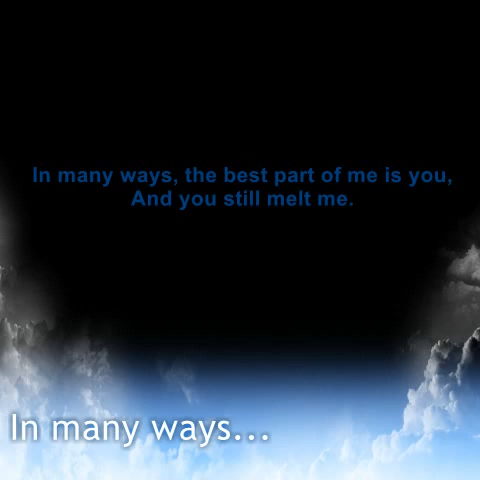 In many ways, the best part of me is you,
And you still melt me.
In many ways...